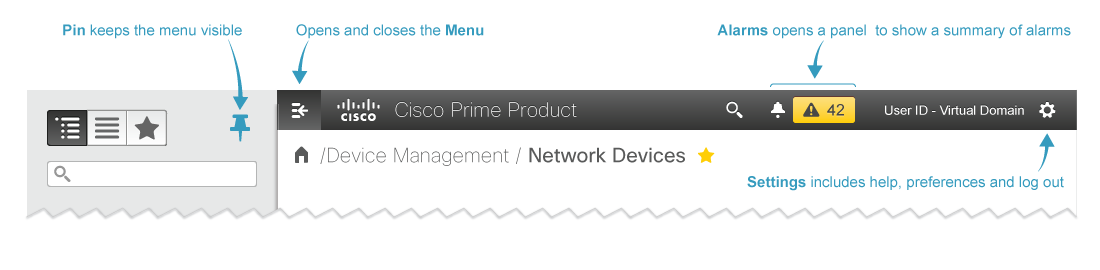 Pin keeps the menu visible
Opens and closes the Menu
Alarms opens a panel to show a summary of alarms
CISCO
Cisco Prime Product
42
User ID - Virtual Domain
/Device Management / Network Devices
Settings includes help, preferences and log out